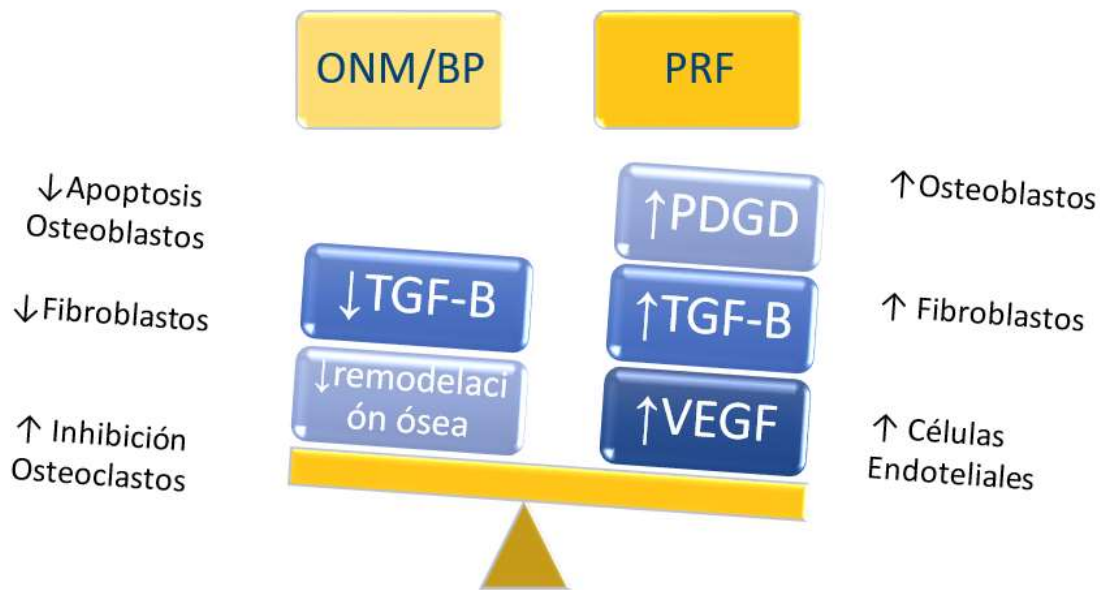 ONM/BP
PRF
↓Apoptosis
Osteoblastos
↓Fibroblastos
↑ Inhibición
Osteoclastos
↓TGF-B
↓remodelaci
ón ósea
↑PDGD
↑TGF-B
↑VEGF
↑Osteoblastos
↑ Fibroblastos
↑ Células
Endoteliales